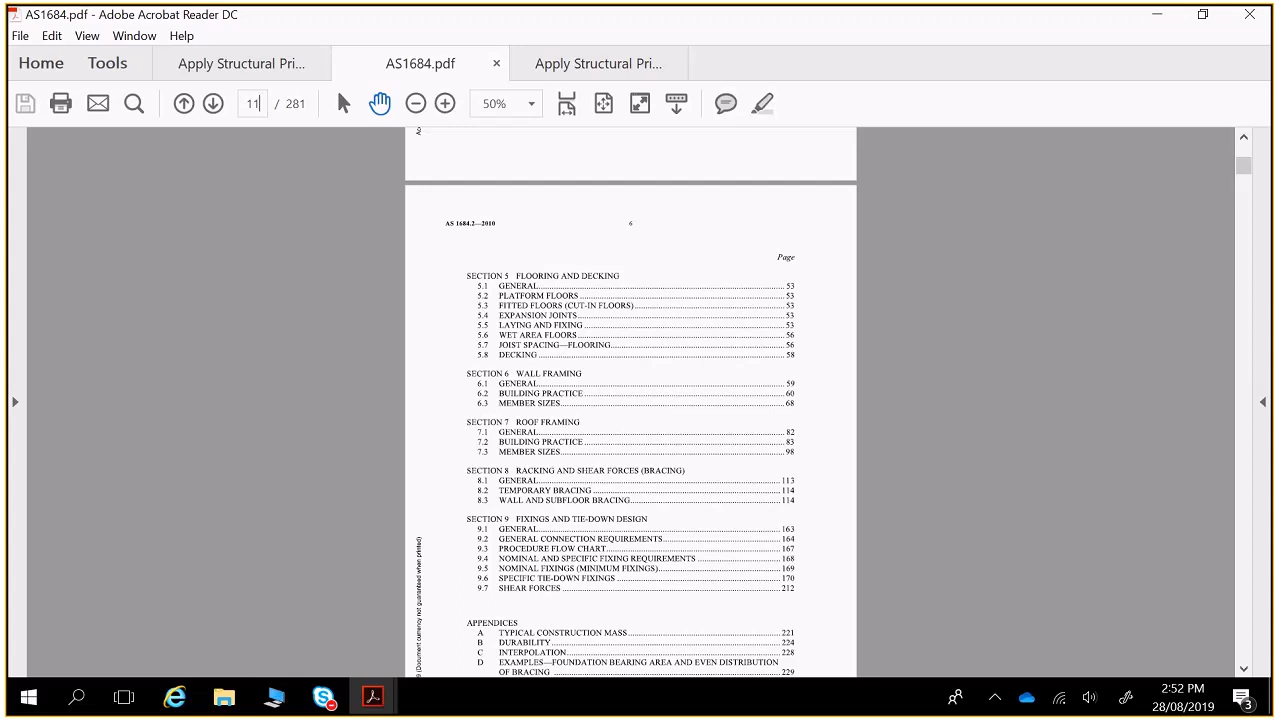 AS1684.pdf - Adobe Acrobat Reader DC
File Edit View Window Help
Home Tools Apply Structural Pri... AS1684.pdf × Apply Structural Pri...
11 / 281 50%
AS 1684.2—2010 6
Page
SECTION 5 FLOORING AND DECKING
5.1 GENERAL 53
5.2 PLATFORM FLOORS 53
5.3 FITTED FLOORS (CUT-IN FLOORS) 53
5.4 EXPANSION JOINTS 53
5.5 LAYING AND FIXING 53
5.6 WET AREA FLOORS 56
5.7 JOIST SPACING—FLOORING 56
5.8 DECKING 58
SECTION 6 WALL FRAMING
6.1 GENERAL 59
6.2 BUILDING PRACTICE 60
6.3 MEMBER SIZES 68
SECTION 7 ROOF FRAMING
7.1 GENERAL 82
7.2 BUILDING PRACTICE 83
7.3 MEMBER SIZES 98
SECTION 8 RACKING AND SHEAR FORCES (BRACING)
8.1 GENERAL 113
8.2 TEMPORARY BRACING 114
8.3 WALL AND SUBFLOOR BRACING 114
SECTION 9 FIXINGS AND TIE-DOWN DESIGN
9.1 GENERAL 163
9.2 GENERAL CONNECTION REQUIREMENTS 164
9.3 PROCEDURE FLOW CHART 167
9.4 NOMINAL AND SPECIFIC FIXING REQUIREMENTS 168
9.5 NOMINAL FIXINGS (MINIMUM FIXINGS) 169
9.6 SPECIFIC TIE-DOWN FIXINGS 170
9.7 SHEAR FORCES 212
APPENDICES
A TYPICAL CONSTRUCTION MASS 221
B DURABILITY 224
C INTERPOLATION 228
D EXAMPLES—FOUNDATION BEARING AREA AND EVEN DISTRIBUTION
OF BRACING 229
(Document currency not guaranteed when printed)
2:52 PM
28/08/2019
3